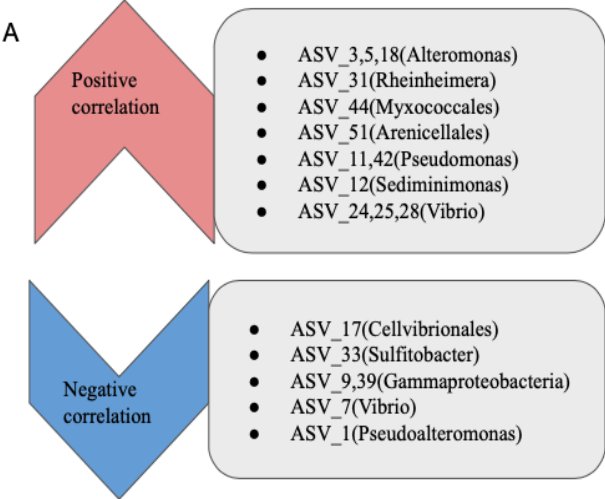 A
Positive
correlation
● ASV_3,5,18(Alteromonas)
● ASV_31(Rheinheimera)
● ASV_44(Myxococcales)
● ASV_51(Arenicellales)
● ASV_11,42(Pseudomonas)
● ASV_12(Sediminimonas)
● ASV_24,25,28(Vibrio)
Negative
correlation
● ASV_17(Cellvibrionales)
● ASV_33(Sulfitobacter)
● ASV_9,39(Gammaproteobacteria)
● ASV_7(Vibrio)
● ASV_1(Pseudoalteromonas)